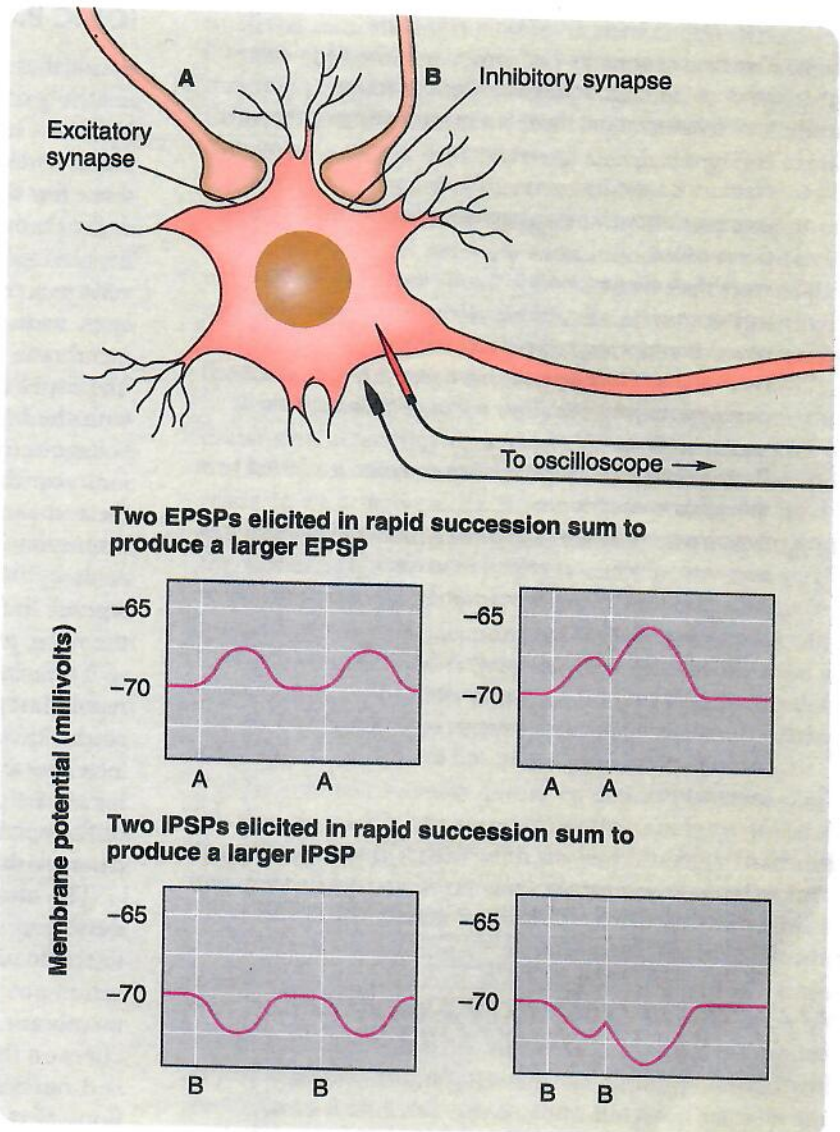 A
B
Inhibitory synapse
Excitatory
synapse
To oscilloscope
Two EPSPs elicited in rapid succession sum to
produce a larger EPSP
Membrane potential (millivolts)
–65
–70
A
A
–65
–70
A
A
Two IPSPs elicited in rapid succession sum to
produce a larger IPSP
–65
–70
B
B
–65
–70
B
B